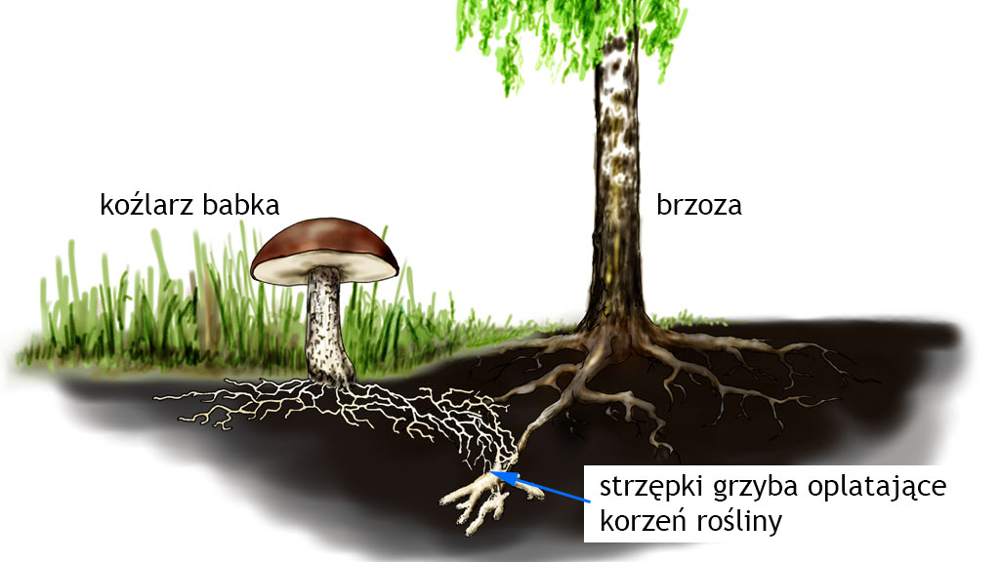 koźlarz babka
brzoza
strzępki grzyba oplatające
korzeń rośliny